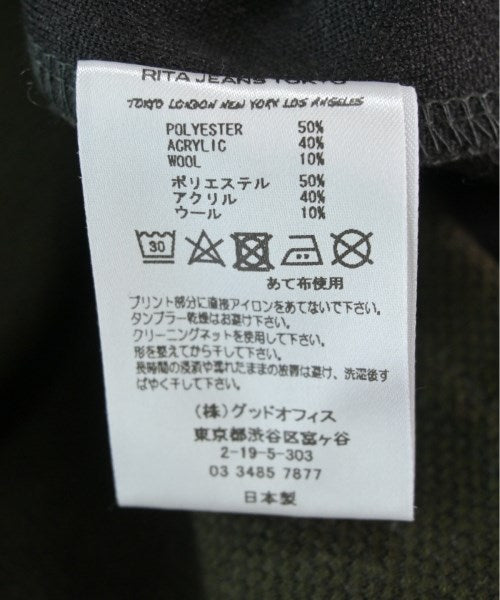 RITA JEANS TOKYO
TOKYO LONDON NEW YORK LOS ANGELES
POLYESTER 50%
ACRYLIC 40%
WOOL 10%
ポリエステル 50%
アクリル 40%
ウール 10%
30
あて布使用
プリント部分に直接アイロンをあてないで下さい。
タンブラー乾燥はお避け下さい。
クリーニングネットを使用して下さい。
形を整えてから干して下さい。
長時間の浸漬や濡れたままの放置は避け、洗濯後す
ばやく干して下さい。
(株)グッドオフィス
東京都渋谷区富ヶ谷
2-19-5-303
03 3485 7877
日本製